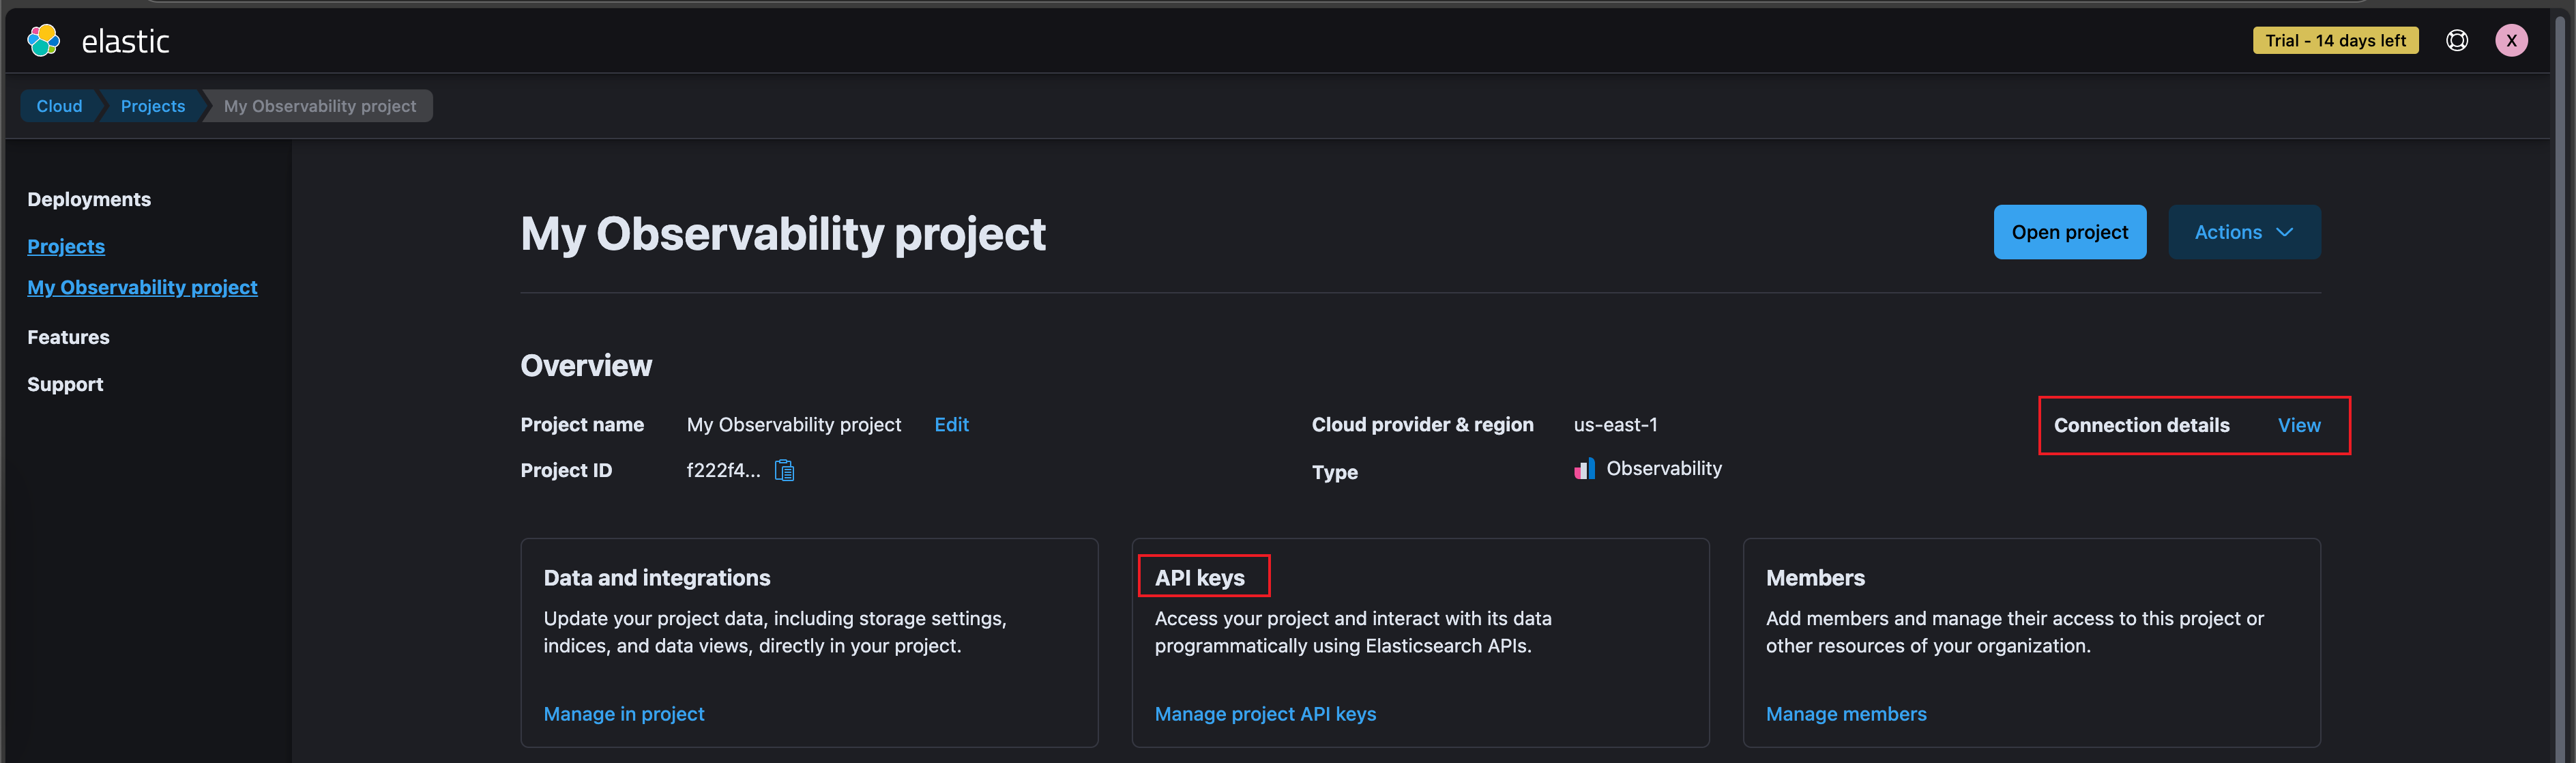 elastic
Trial - 14 days left
X
Cloud
Projects
My Observability project
Deployments
Projects
My Observability project
Features
Support
My Observability project
Open project
Actions
Overview
Project name
My Observability project
Edit
Cloud provider & region
us-east-1
Connection details
View
Project ID
f222f4...
Type
Observability
Data and integrations
Update your project data, including storage settings,
indices, and data views, directly in your project.
Manage in project
API keys
Access your project and interact with its data
programmatically using Elasticsearch APIs.
Manage project API keys
Members
Add members and manage their access to this project or
other resources of your organization.
Manage members